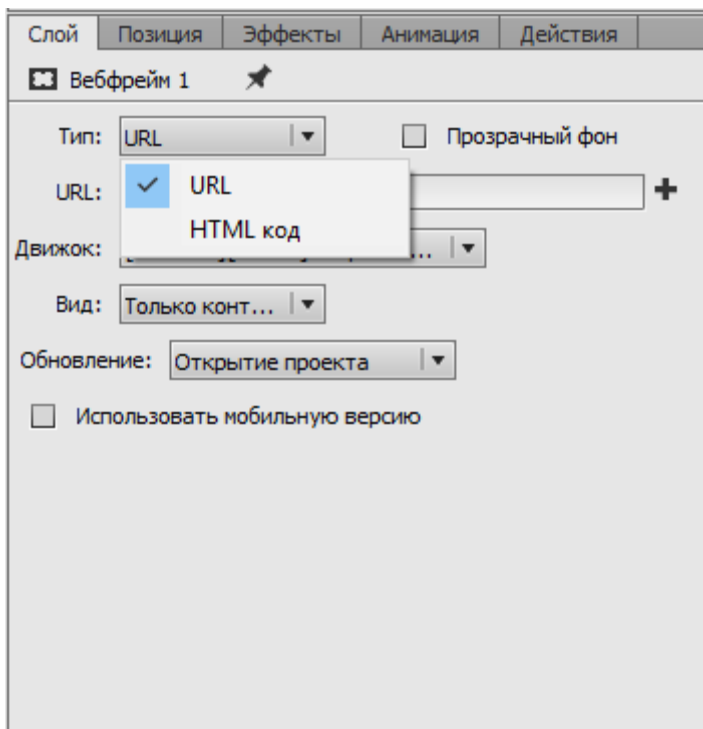 Слой Позиция Эффекты Анимация Действия
Вебфрейм 1
Тип: URL Прозрачный фон
URL: URL
HTML код
Движок:
Вид: Только конт...
Обновление: Открытие проекта
Использовать мобильную версию